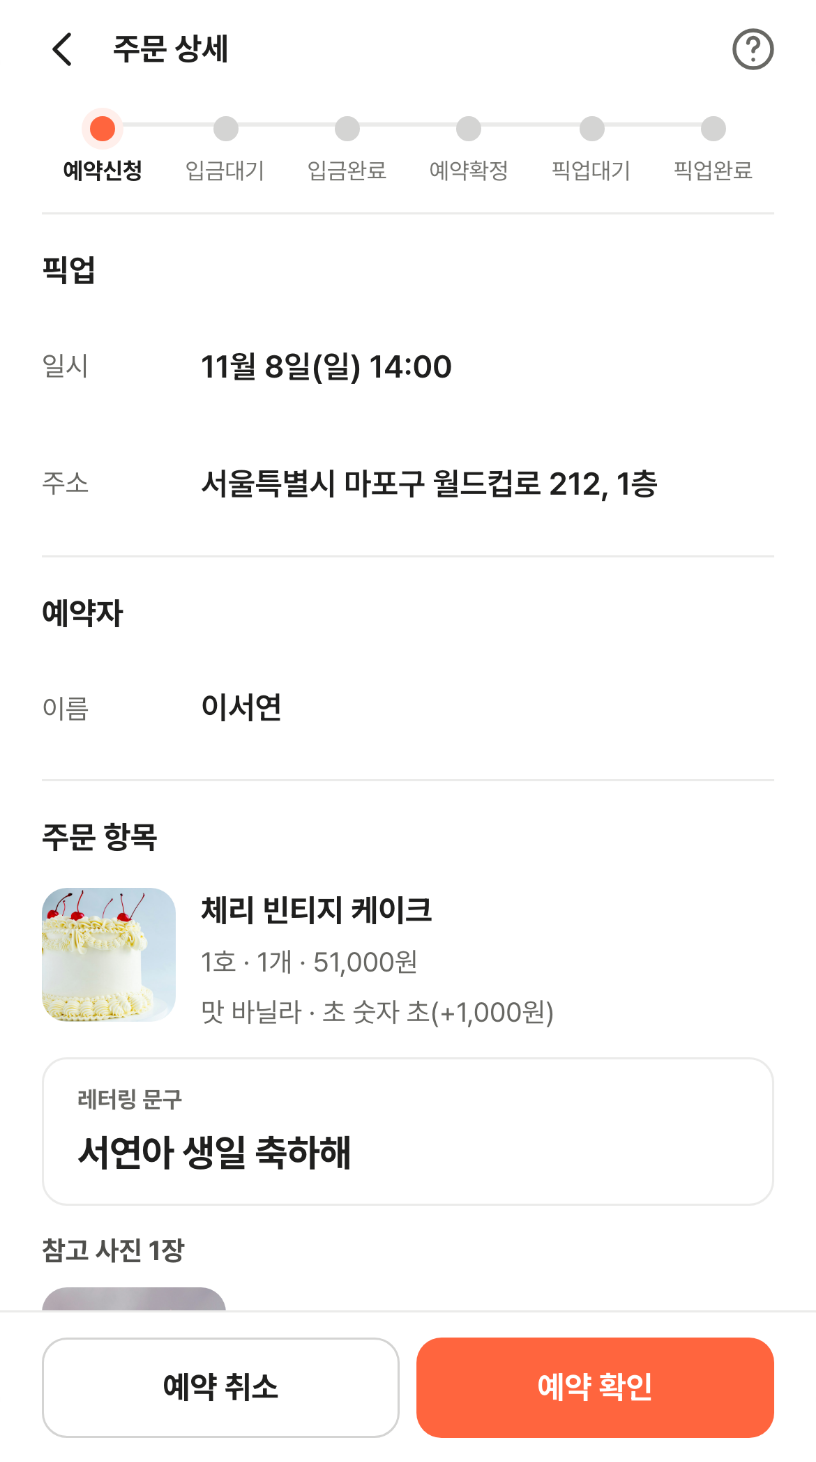 주문 상세
예약신청 입금대기 입금완료 예약확정 픽업대기 픽업완료
픽업
일시 11월 8일(일) 14:00
주소 서울특별시 마포구 월드컵로 212, 1층
예약자
이름 이서연
주문 항목
체리 빈티지 케이크
1호 · 1개 · 51,000원
맛 바닐라 · 초 숫자 초(+1,000원)
레터링 문구
서연아 생일 축하해
참고 사진 1장
예약 취소 예약 확인